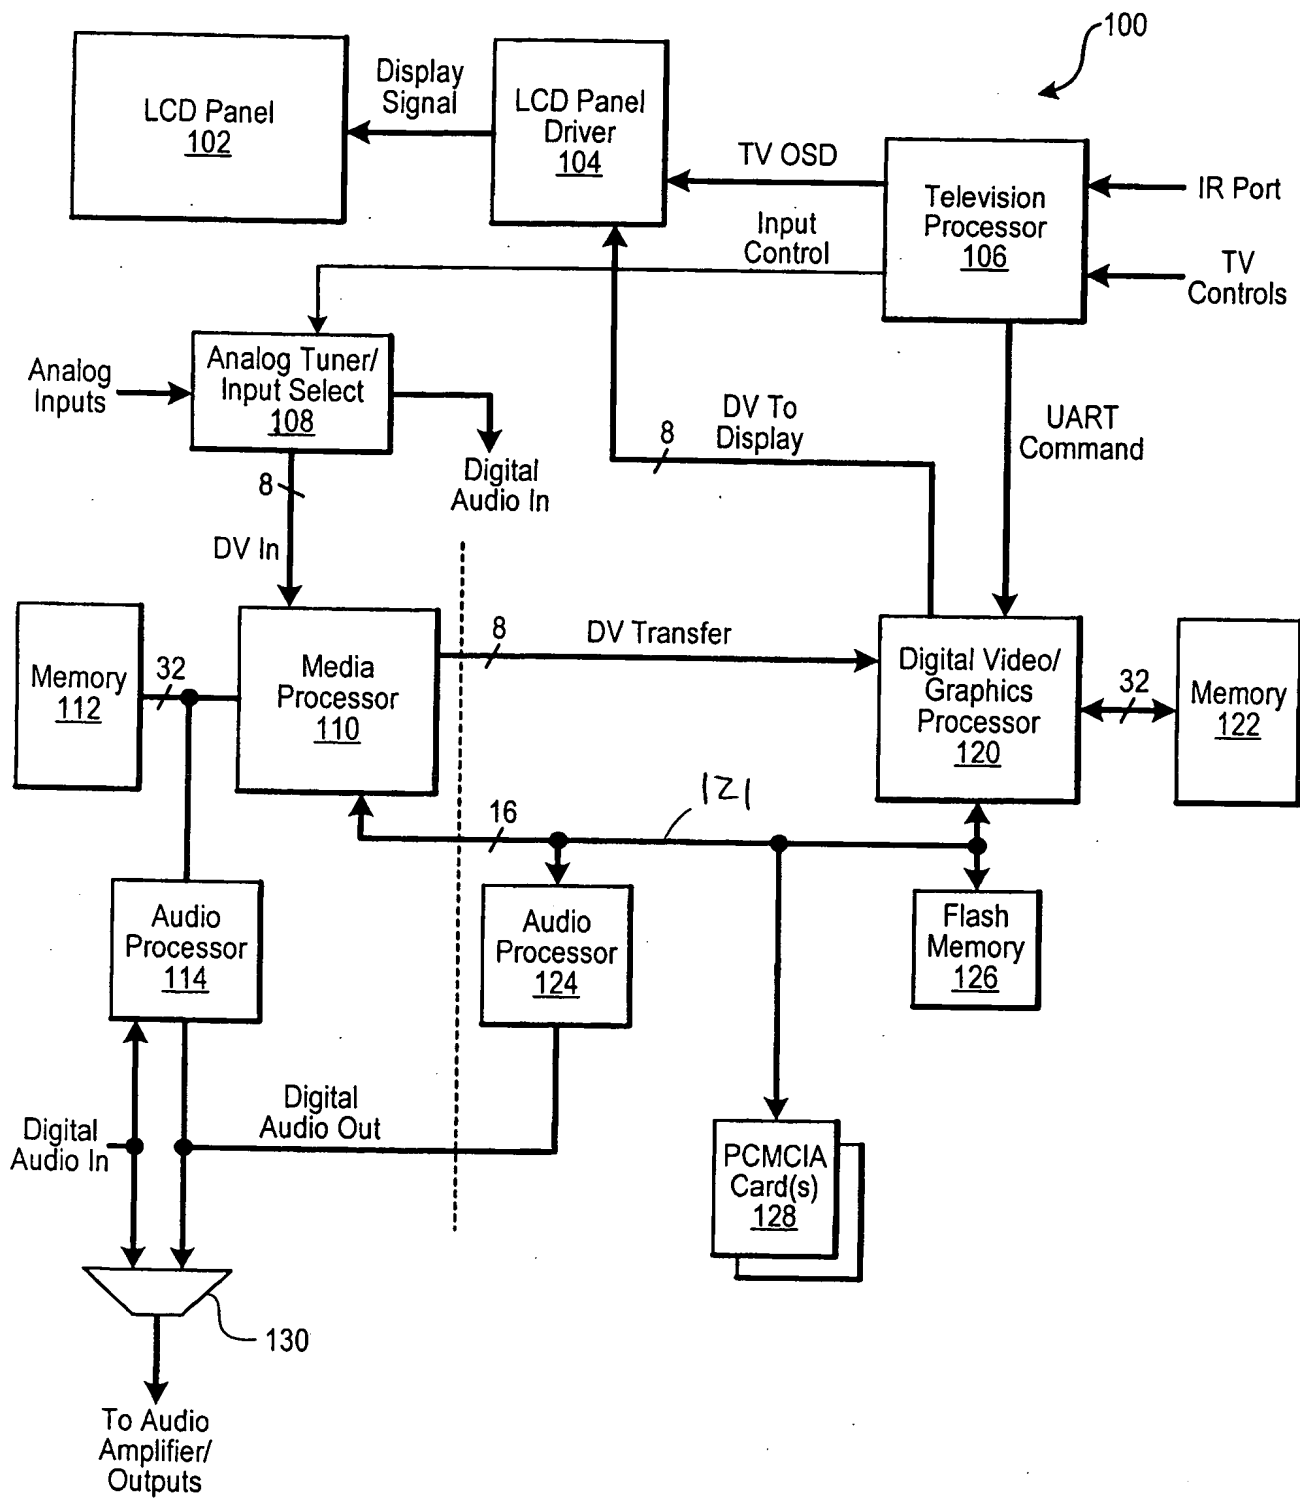 100
LCD Panel
102
Display
Signal
LCD Panel
Driver
104
TV OSD
Television
Processor
106
IR Port
TV
Controls
Input
Control
Analog
Inputs
Analog Tuner/
Input Select
108
Digital
Audio In
8
DV In
8
DV To
Display
UART
Command
Memory
112
32
Media
Processor
110
8
DV Transfer
Digital Video/
Graphics
Processor
120
32
Memory
122
16
121
Audio
Processor
114
Audio
Processor
124
Flash
Memory
126
Digital
Audio In
Digital
Audio Out
PCMCIA
Card(s)
128
130
To Audio
Amplifier/
Outputs